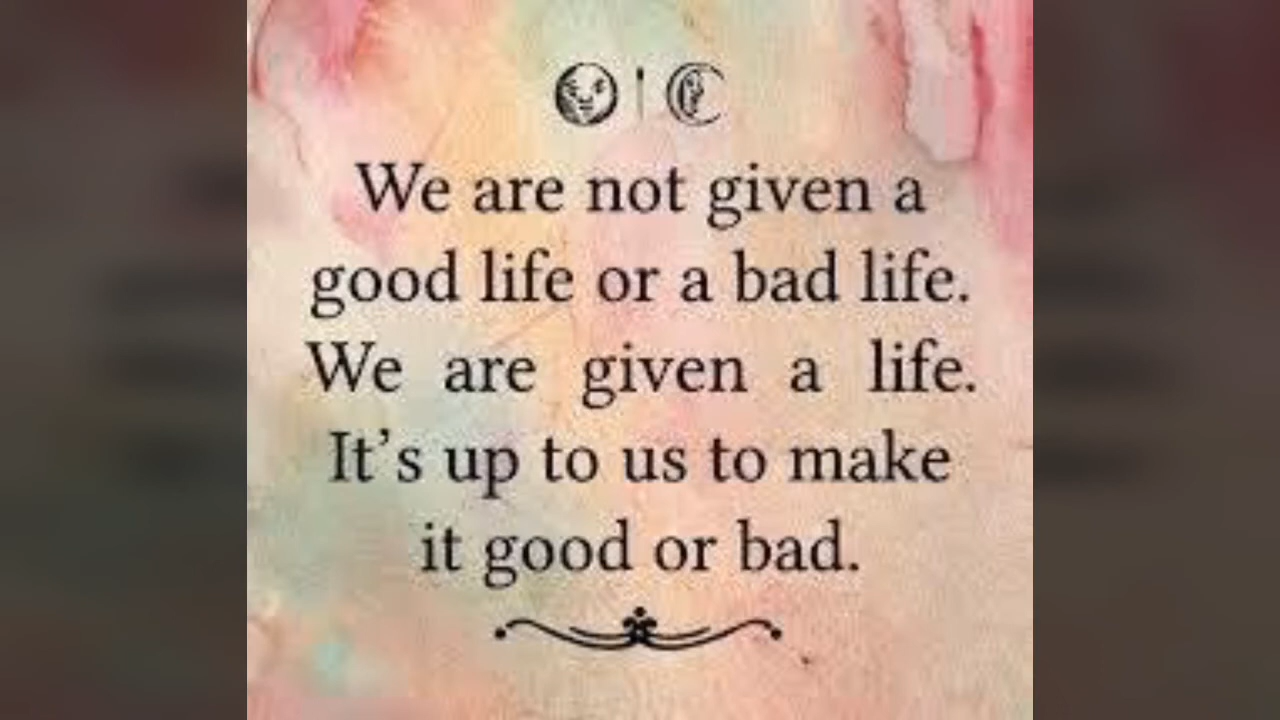 We are not given a
good life or a bad life.
We are given a life.
It's up to us to make
it good or bad.